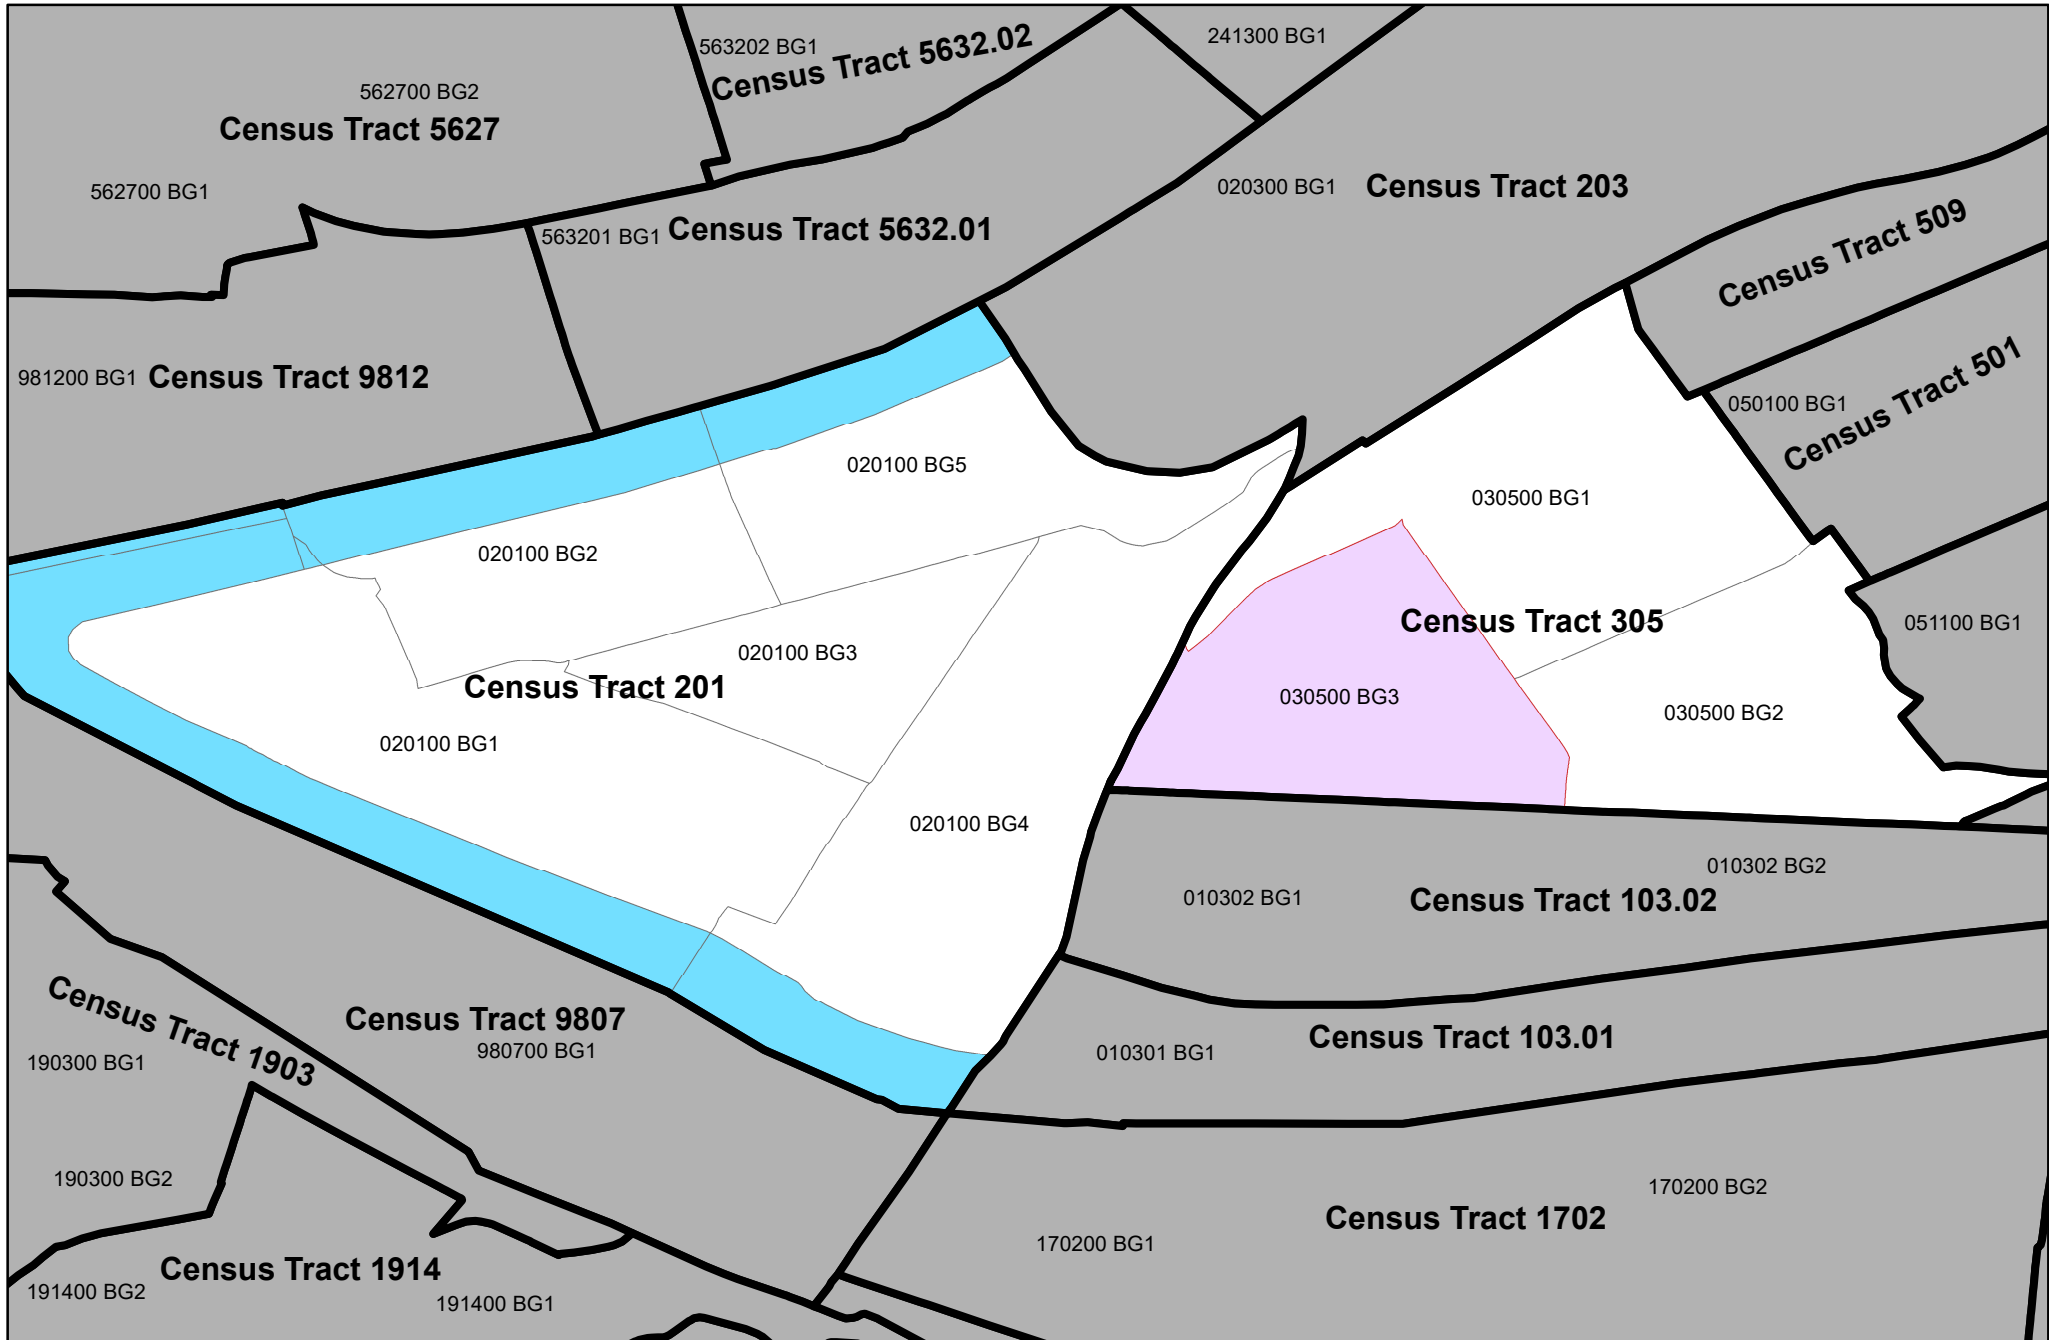 241300 BG1
563202 BG1
Census Tract 5632.02
562700 BG2
Census Tract 5627
562700 BG1
020300 BG1
Census Tract 203
563201 BG1
Census Tract 5632.01
Census Tract 509
981200 BG1
Census Tract 9812
050100 BG1
Census Tract 501
020100 BG5
030500 BG1
020100 BG2
Census Tract 305
051100 BG1
020100 BG3
Census Tract 201
030500 BG3
030500 BG2
020100 BG1
020100 BG4
010302 BG2
010302 BG1
Census Tract 103.02
Census Tract 1903
Census Tract 9807
980700 BG1
Census Tract 103.01
010301 BG1
190300 BG1
190300 BG2
170200 BG2
Census Tract 1702
170200 BG1
Census Tract 1914
191400 BG2
191400 BG1